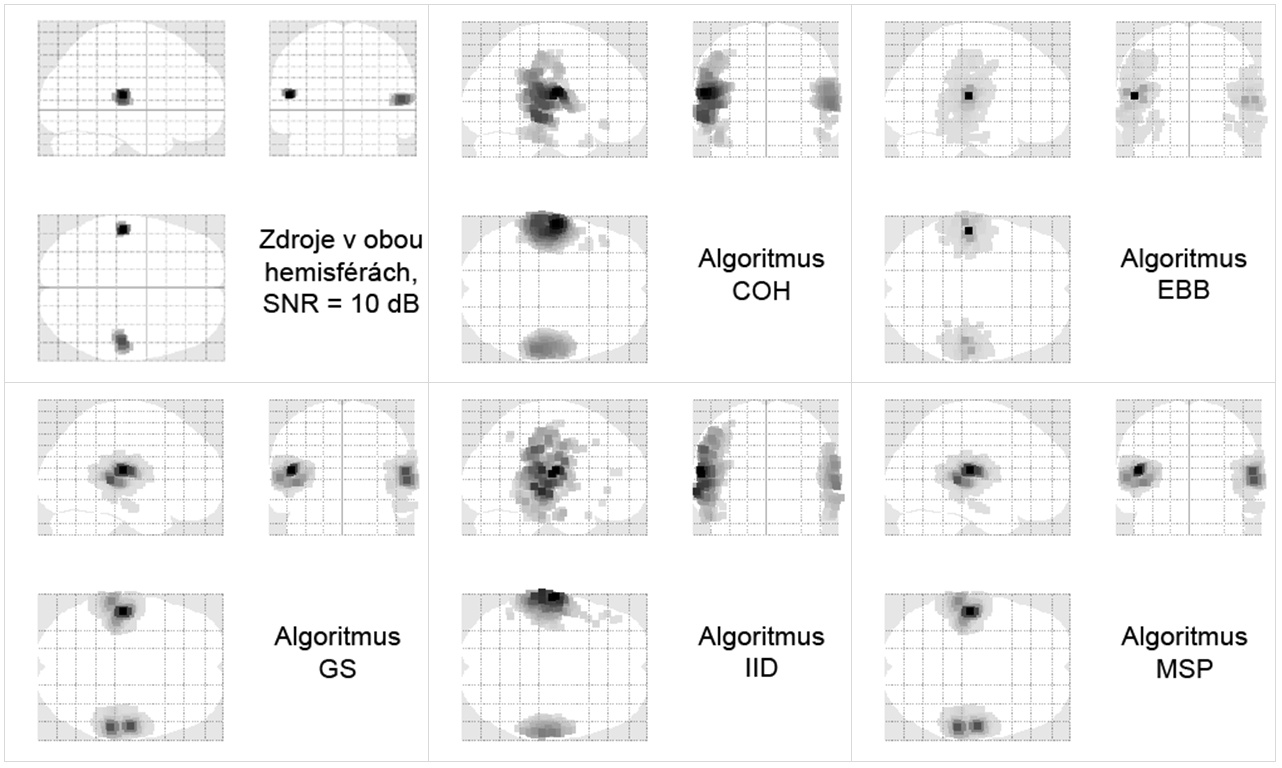 Zdroje v obou
hemisférách,
SNR = 10 dB
Algoritmus
COH
Algoritmus
EBB
Algoritmus
GS
Algoritmus
IID
Algoritmus
MSP